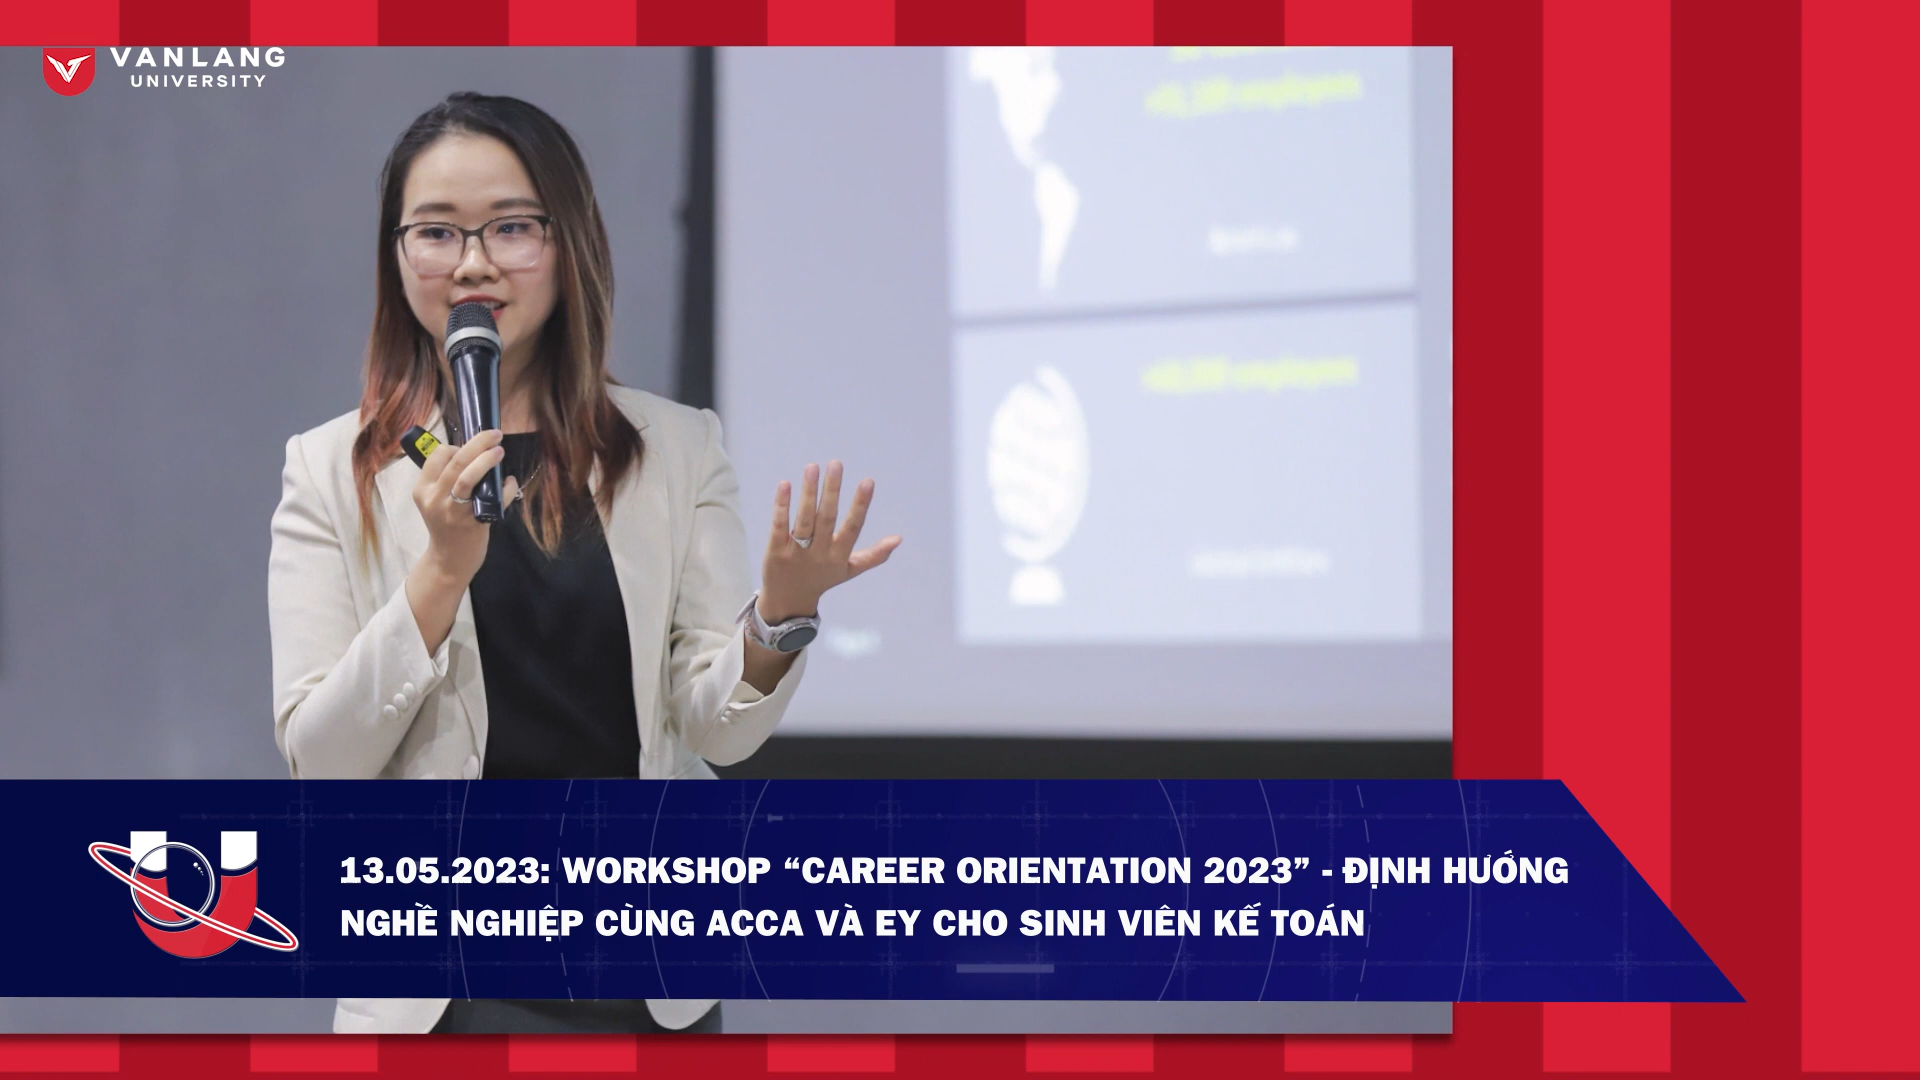 VANLANG
UNIVERSITY
13.05.2023: WORKSHOP “CAREER ORIENTATION 2023” - ĐỊNH HƯỚNG
NGHỀ NGHIỆP CÙNG ACCA VÀ EY CHO SINH VIÊN KẾ TOÁN